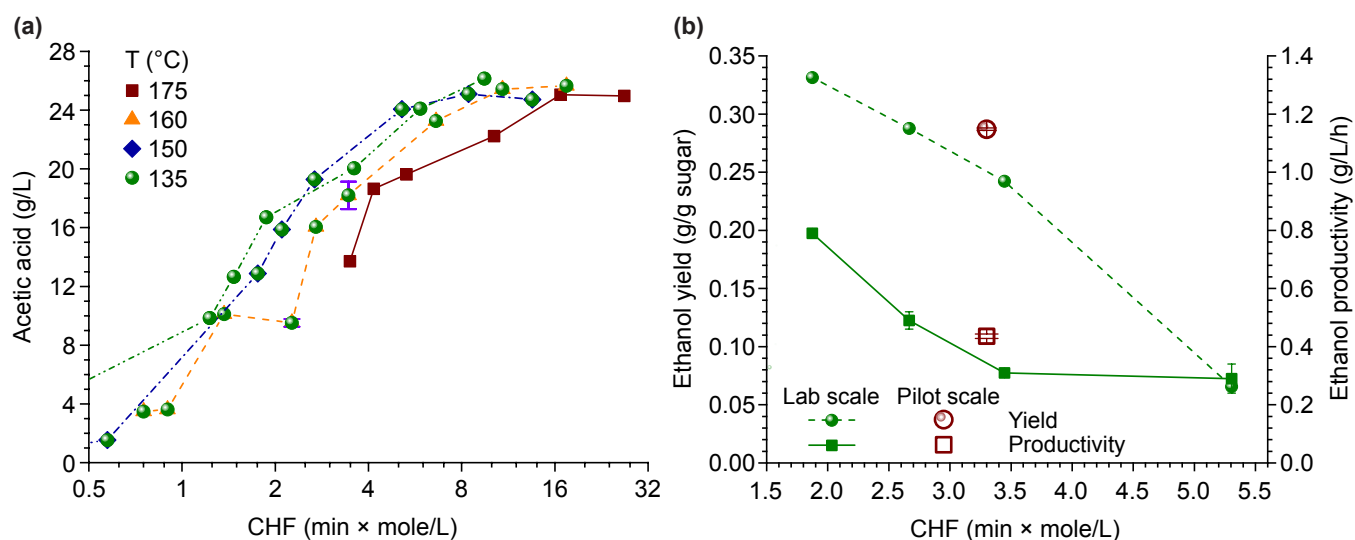 (a)
T (°C)
175
160
150
135
Acetic acid (g/L)
28
24
20
16
12
8
4
0
0.5 1 2 4 8 16 32
CHF (min × mole/L)
(b)
Ethanol yield (g/g sugar)
0.35
0.30
0.25
0.20
0.15
0.10
0.05
0.00
1.4
1.2
1.0
0.8
0.6
0.4
0.2
0.0
Ethanol productivity (g/L/h)
Lab scale Pilot scale
Yield
Productivity
1.5 2.0 2.5 3.0 3.5 4.0 4.5 5.0 5.5
CHF (min × mole/L)